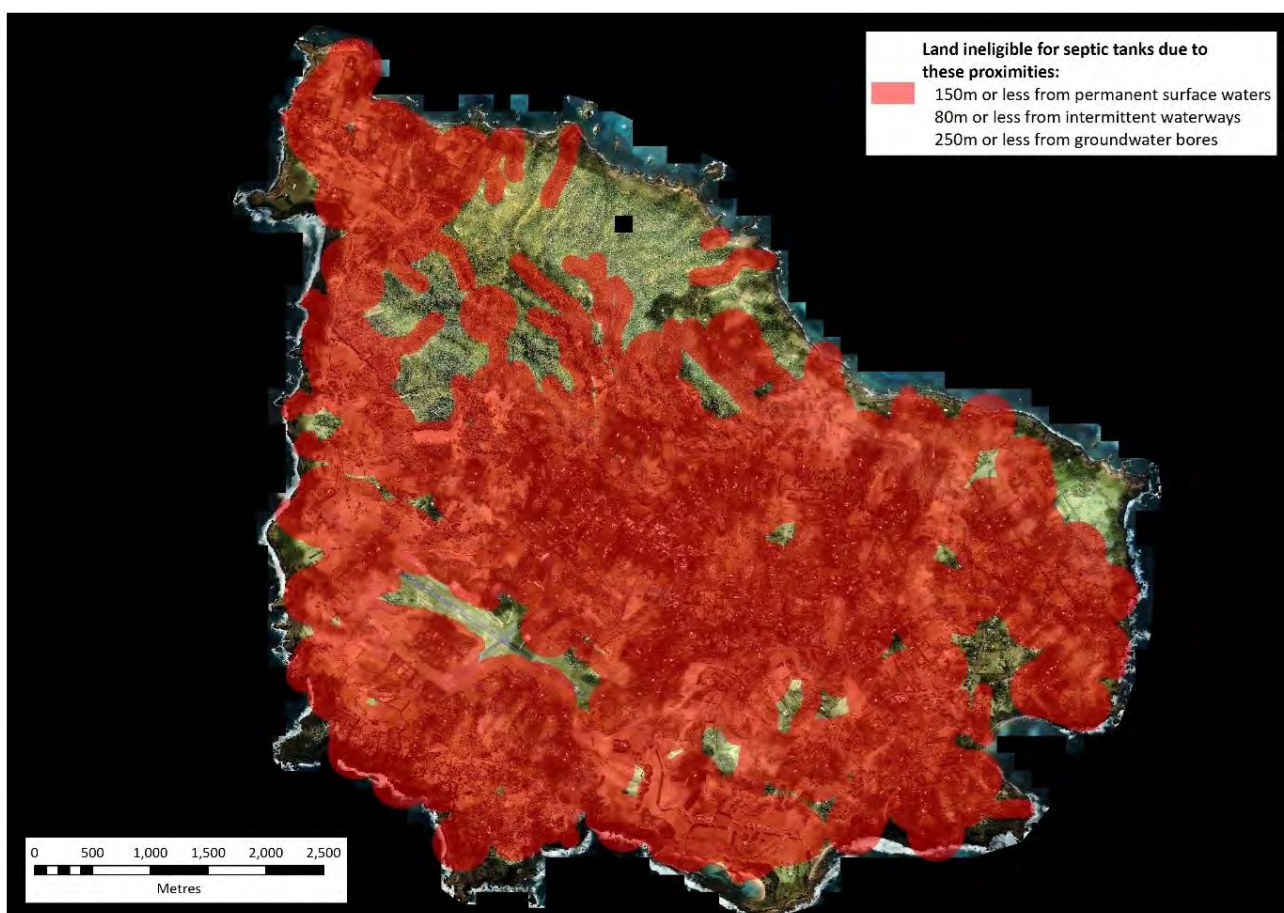 Land ineligible for septic tanks due to
these proximities:
150m or less from permanent surface waters
80m or less from intermittent waterways
250m or less from groundwater bores
0 500 1,000 1,500 2,000 2,500
Metres